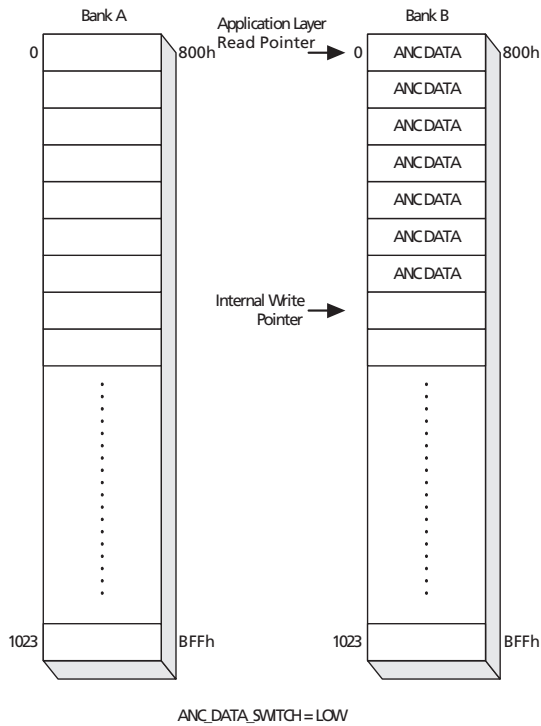 Bank A
0
800h
1023
BFFh
Application Layer
Read Pointer
Internal Write
Pointer
Bank B
0
800h
ANC DATA
ANC DATA
ANC DATA
ANC DATA
ANC DATA
ANC DATA
ANC DATA
1023
BFFh
ANC_DATA_SWITCH = LOW